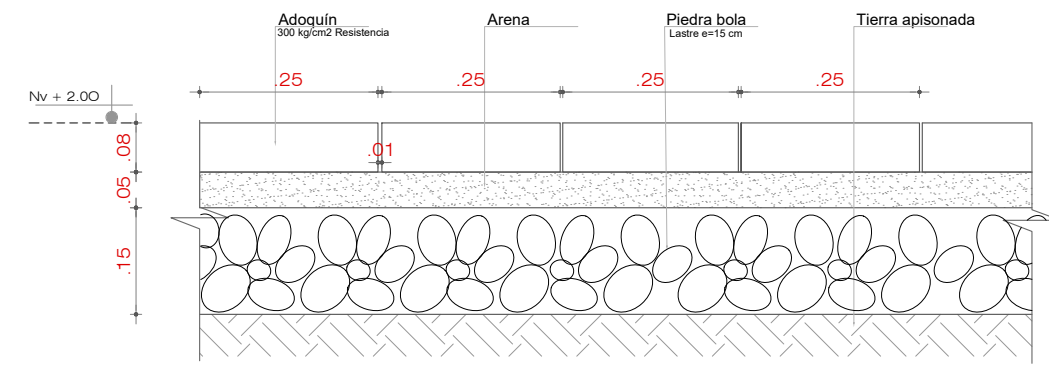 Adoquín
300 kg/cm2 Resistencia
Arena
Piedra bola
Lastre e=15 cm
Tierra apisonada
.25
.25
.25
.25
Nv + 2.00
.08
.01
.05
.15